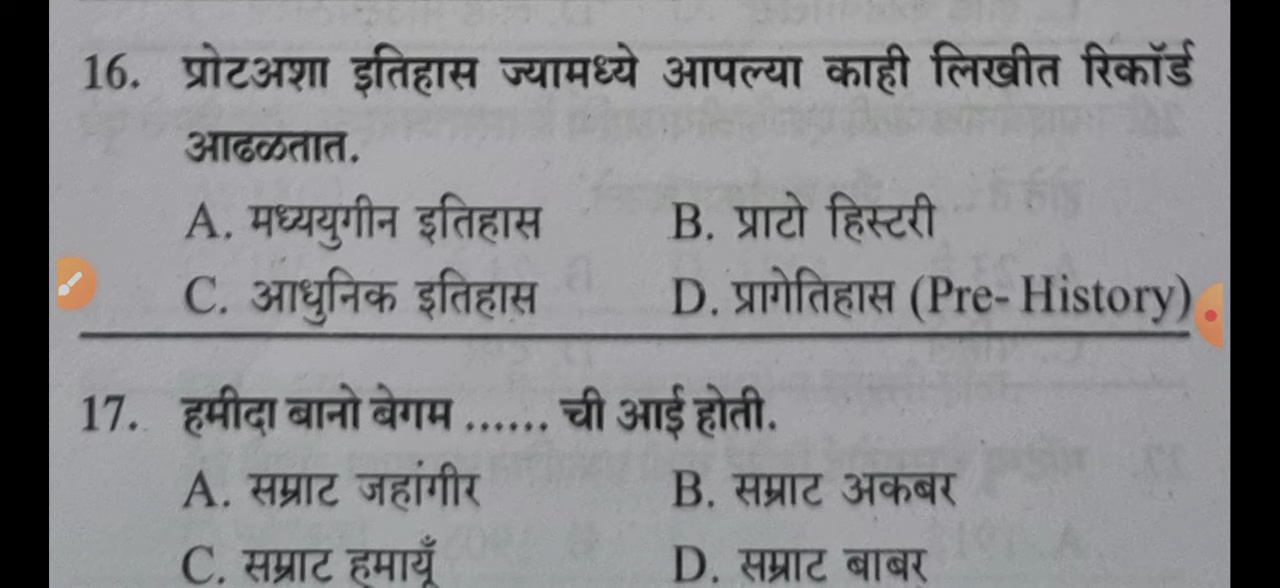 16. प्रोटअशा इतिहास ज्यामध्ये आपल्या काही लिखीत रिकॉर्ड
आढळतात.
A. मध्ययुगीन इतिहास B. प्राटो हिस्टरी
C. आधुनिक इतिहास D. प्रागेतिहास (Pre- History)
17. हमीदा बानो बेगम ...... ची आई होती.
A. सम्राट जहांगीर B. सम्राट अकबर
C. सम्राट हुमायूँ D. सम्राट बाबर